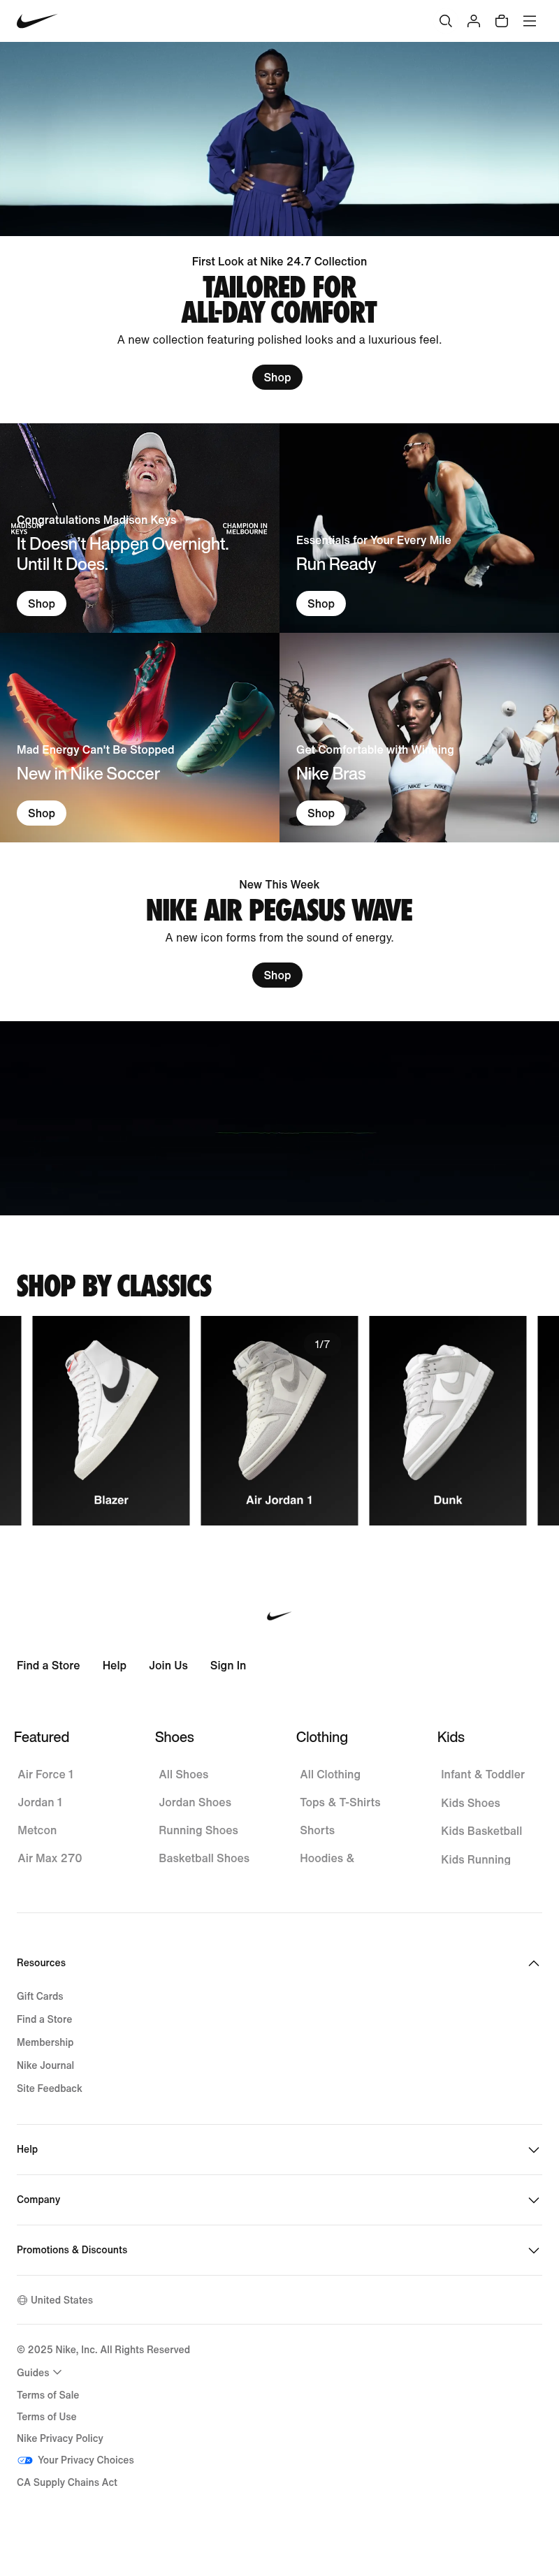 First Look at Nike 24.7 Collection
TAILORED FOR
ALL-DAY COMFORT
A new collection featuring polished looks and a luxurious feel.
Shop
Congratulations Madison Keys
MADISON
KEYS
CHAMPION IN
MELBOURNE
It Doesn't Happen Overnight.
Until It Does.
Shop
Essentials for Your Every Mile
Run Ready
Shop
Mad Energy Can't Be Stopped
New in Nike Soccer
Shop
Get Comfortable with Winning
Nike Bras
NIKE NIKE
Shop
New This Week
NIKE AIR PEGASUS WAVE
A new icon forms from the sound of energy.
Shop
SHOP BY CLASSICS
1/7
Blazer
Air Jordan 1
Dunk
Find a Store Help Join Us Sign In
Featured
Air Force 1
Jordan 1
Metcon
Air Max 270
Shoes
All Shoes
Jordan Shoes
Running Shoes
Basketball Shoes
Clothing
All Clothing
Tops & T-Shirts
Shorts
Hoodies &
Kids
Infant & Toddler
Kids Shoes
Kids Basketball
Kids Running
Resources
Gift Cards
Find a Store
Membership
Nike Journal
Site Feedback
Help
Company
Promotions & Discounts
United States
© 2025 Nike, Inc. All Rights Reserved
Guides
Terms of Sale
Terms of Use
Nike Privacy Policy
Your Privacy Choices
CA Supply Chains Act